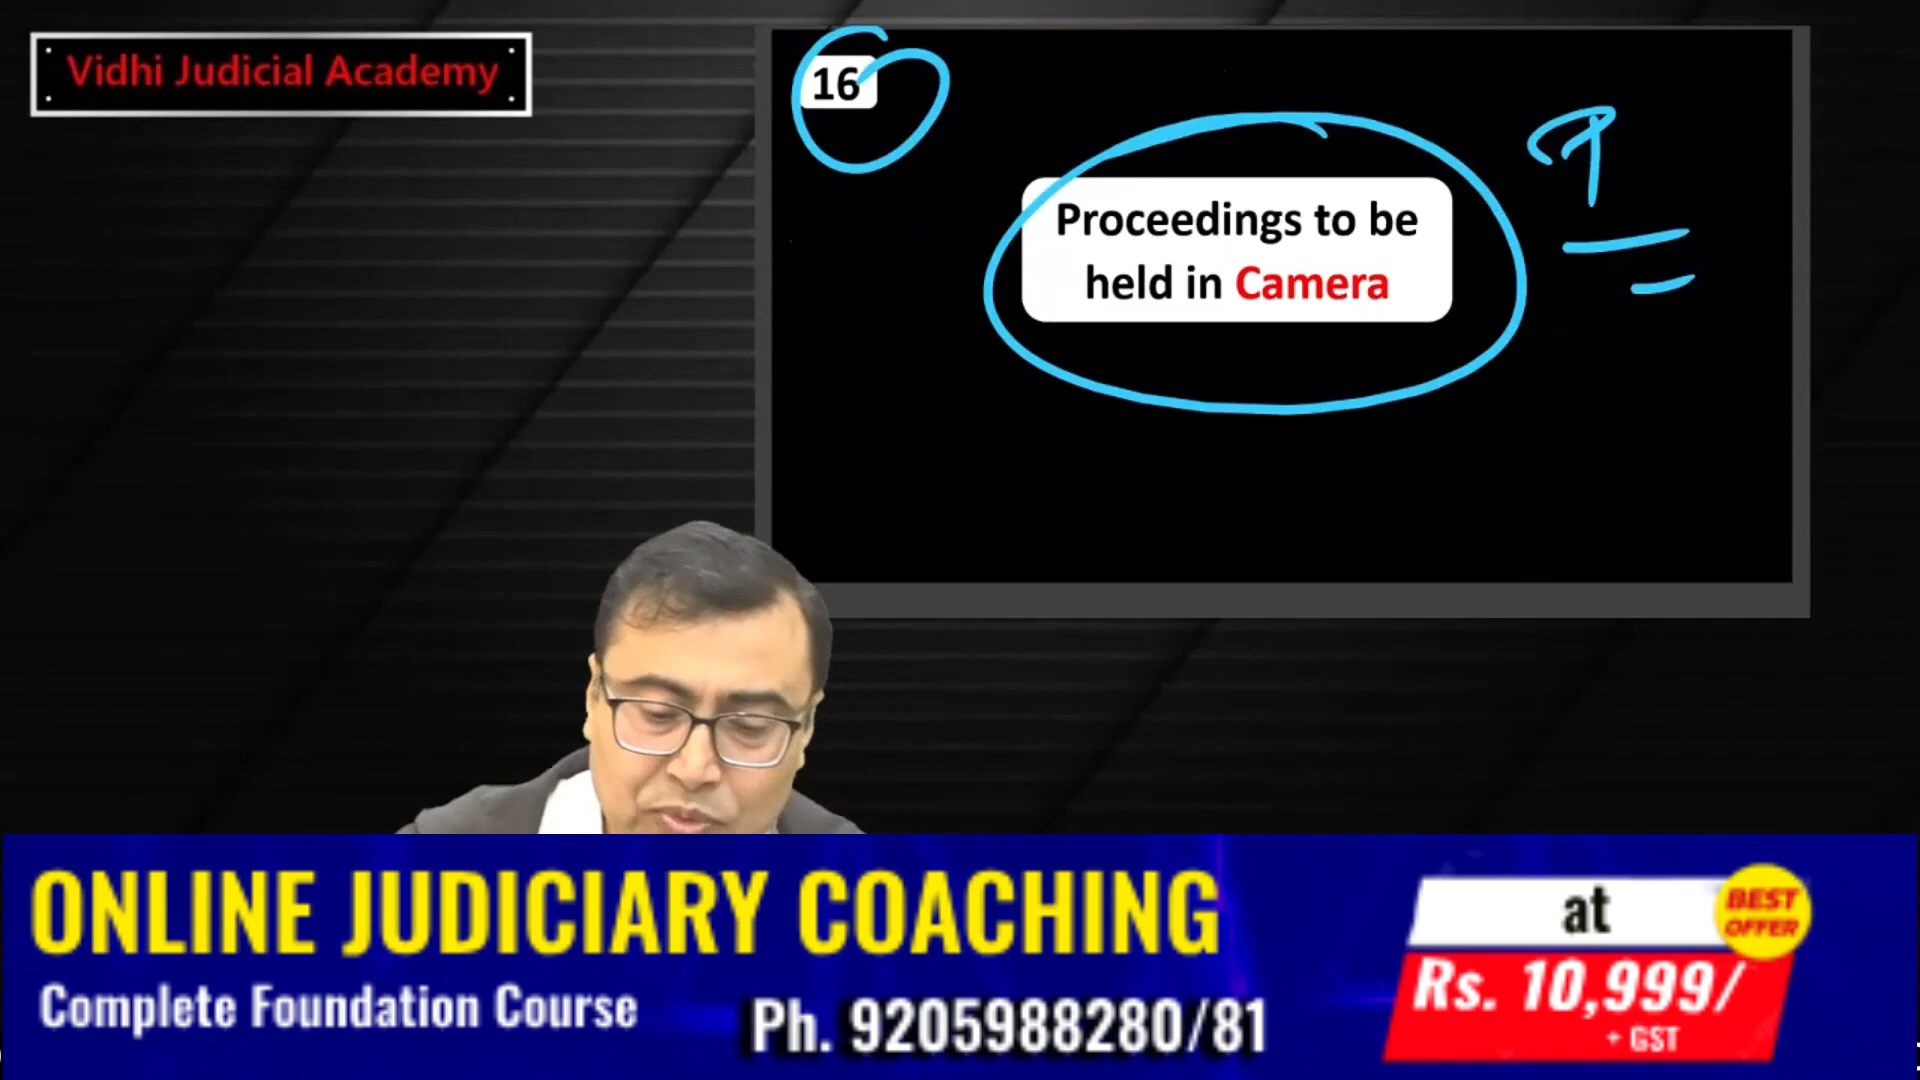 Vidhi Judicial Academy
16
Proceedings to be
held in Camera
ONLINE JUDICIARY COACHING
Complete Foundation Course
Ph. 9205988280/81
at
BEST
OFFER
Rs. 10,999/
+ GST